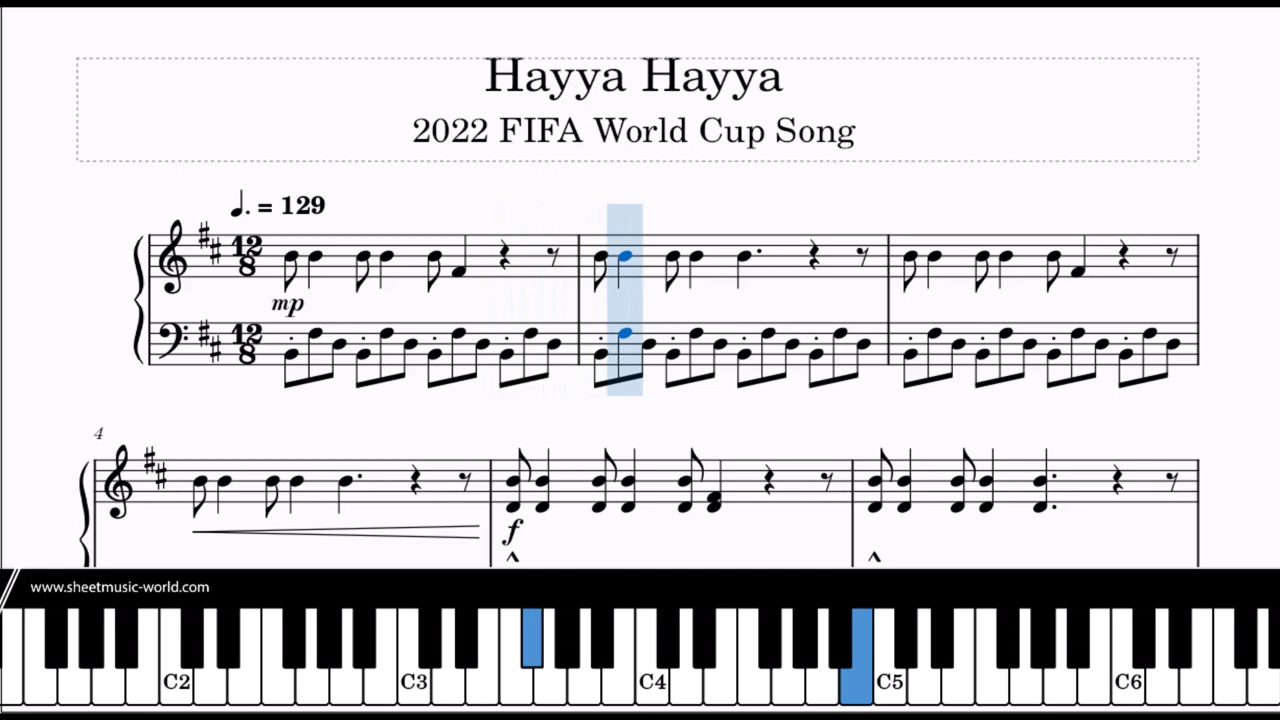 Hayya Hayya
2022 FIFA World Cup Song
♩. = 129
12
8
mp
12
8
4
f
www.sheetmusic-world.com
C2 C3 C4 C5 C6